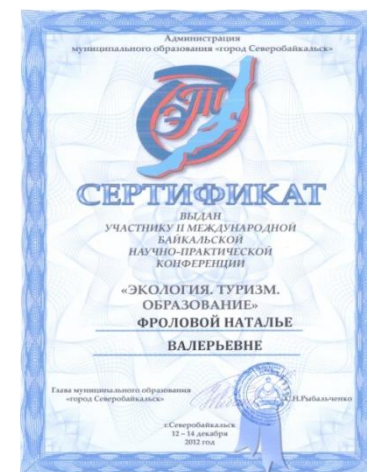 Администрация
муниципального образования «город Северобайкальск»
СЕРТИФИКАТ
ВЫДАН
УЧАСТНИКУ II МЕЖДУНАРОДНОЙ
БАЙКАЛЬСКОЙ
НАУЧНО-ПРАКТИЧЕСКОЙ
КОНФЕРЕНЦИИ
«ЭКОЛОГИЯ. ТУРИЗМ.
ОБРАЗОВАНИЕ»
ФРОЛОВОЙ НАТАЛЬЕ
ВАЛЕРЬЕВНЕ
Глава муниципального образования
«город Северобайкальск»
С.Н.Рыбальченко
г.Северобайкальск
12 – 14 декабря
2012 год